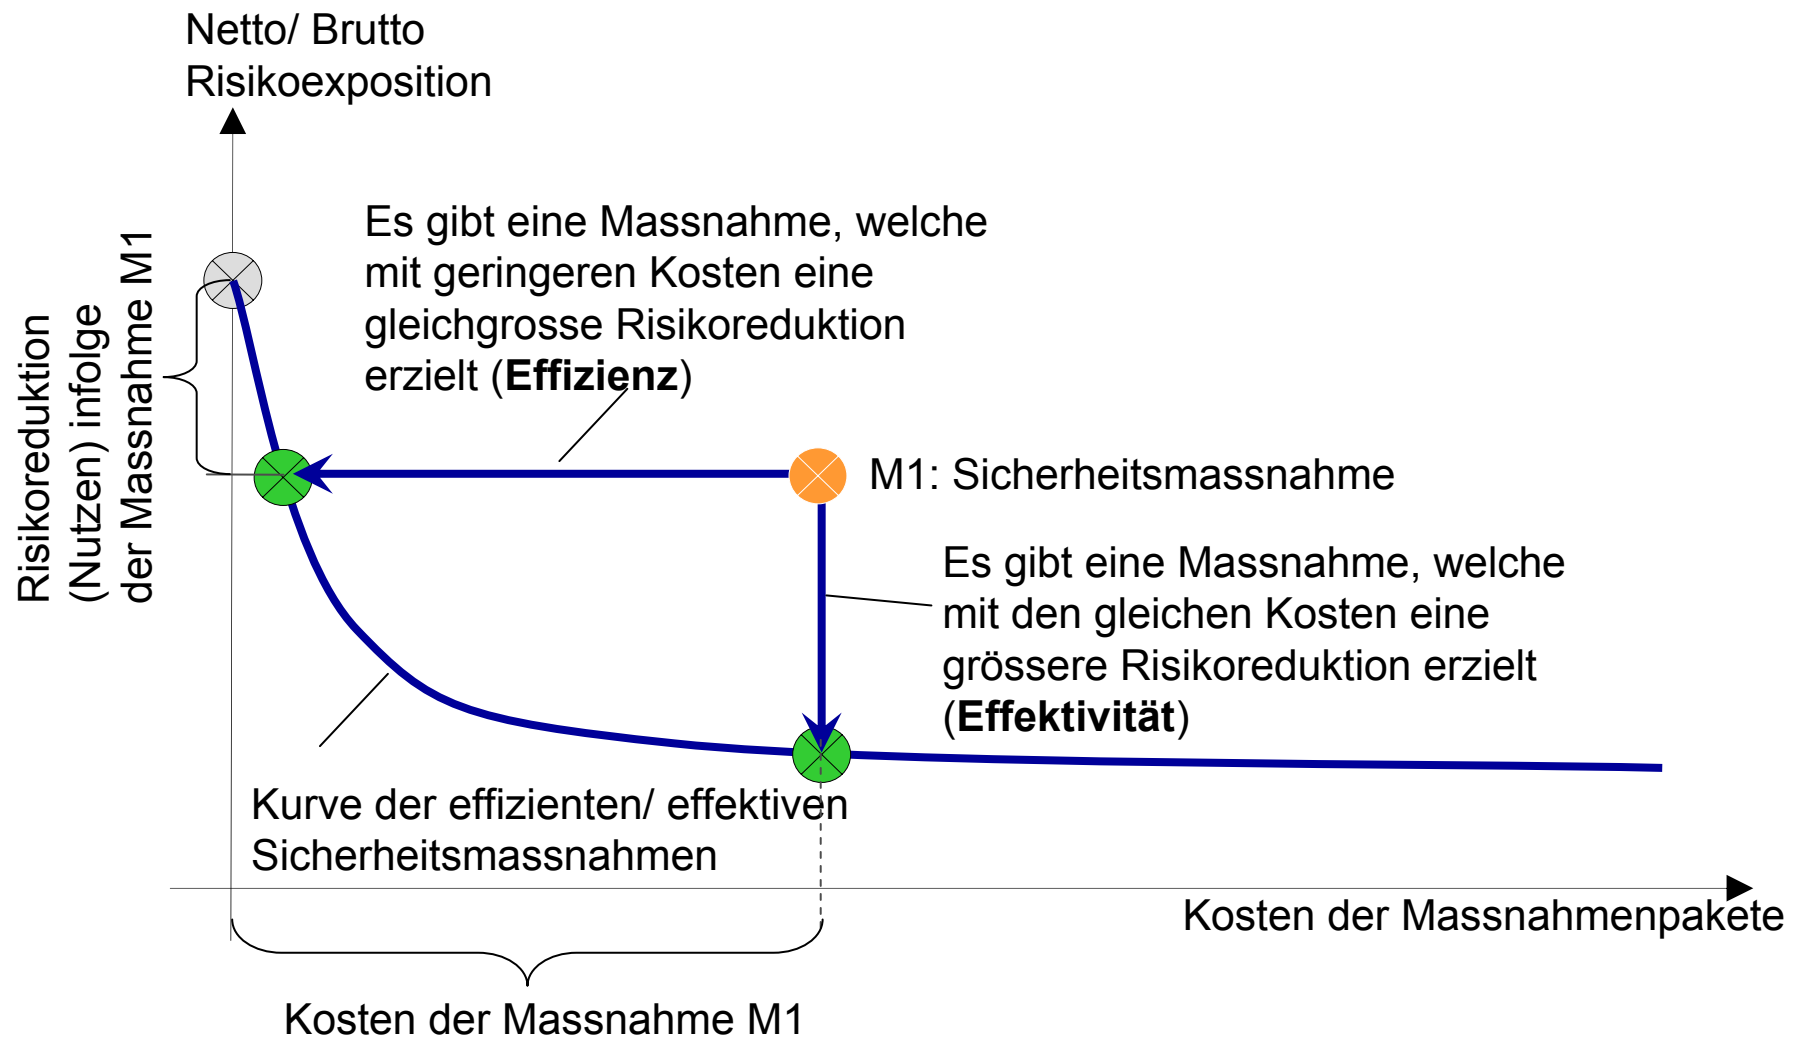 Netto/ Brutto
Risikoexposition
Es gibt eine Massnahme, welche
mit geringeren Kosten eine
gleichgrosse Risikoreduktion
erzielt (Effizienz)
Risikoreduktion
(Nutzen) infolge
der Massnahme M1
M1: Sicherheitsmassnahme
Es gibt eine Massnahme, welche
mit den gleichen Kosten eine
grössere Risikoreduktion erzielt
(Effektivität)
Kurve der effizienten/ effektiven
Sicherheitsmassnahmen
Kosten der Massnahmenpakete
Kosten der Massnahme M1